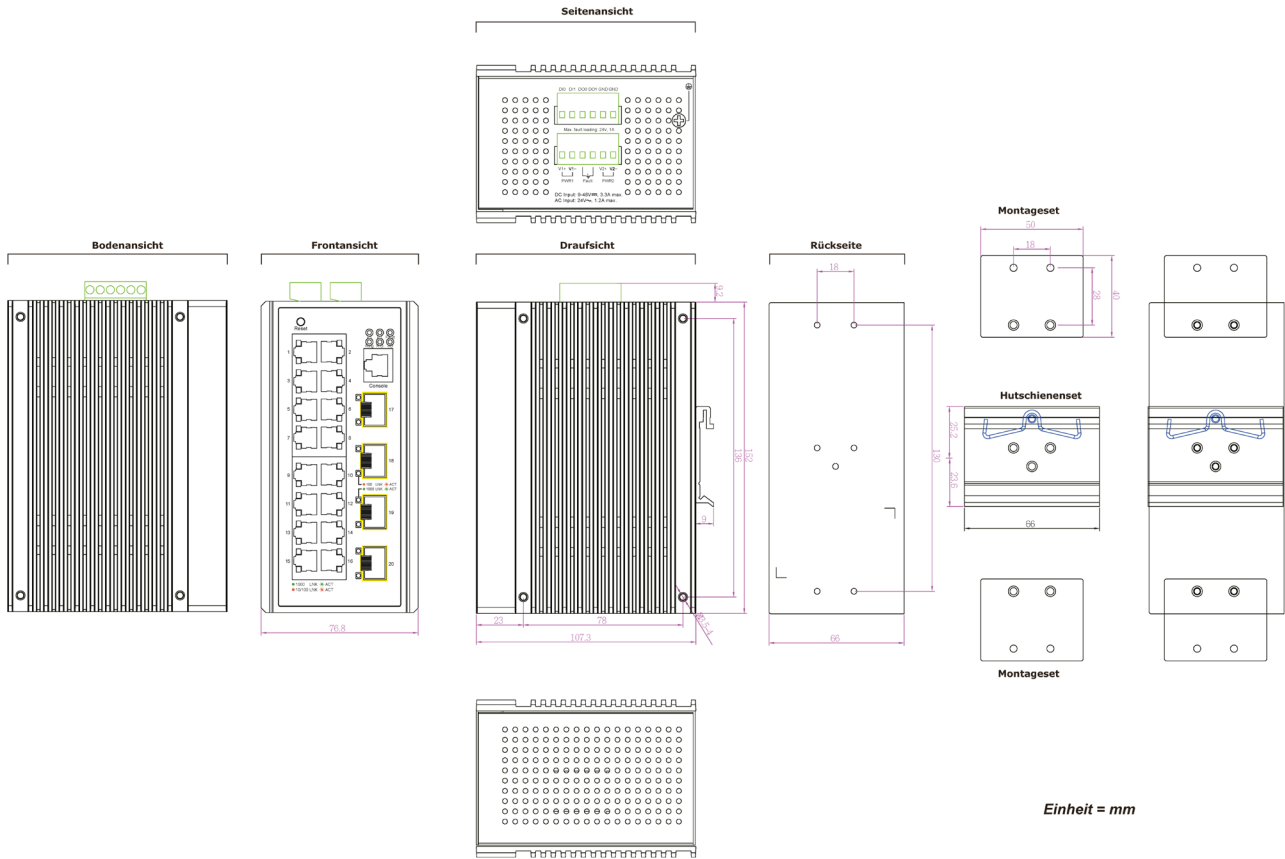 Seitenansicht
DI0 DI1 DO0 DO1 GND GND
Max. fault loading: 24V, 1A
V1+ V1- V2+ V2-
PWR1 Fault PWR2
DC Input: 9-48V, 3.3A max.
AC Input: 24V~, 1.2A max.
Bodenansicht
Frontansicht
Draufsicht
Rückseite
Montageset
50
18
28
40
18
9.2
Reset
1 2
3 4
Console
5 6 17
7 8
18
9 10
100 LNK ACT
1000 LNK ACT
11 12
19
13 14
15 16 20
1000 LNK ACT
10/100 LNK ACT
76.8
136
152
9
23
78
107.3
130
66
Hutschienenset
25.2
23.6
66
Montageset
Einheit = mm